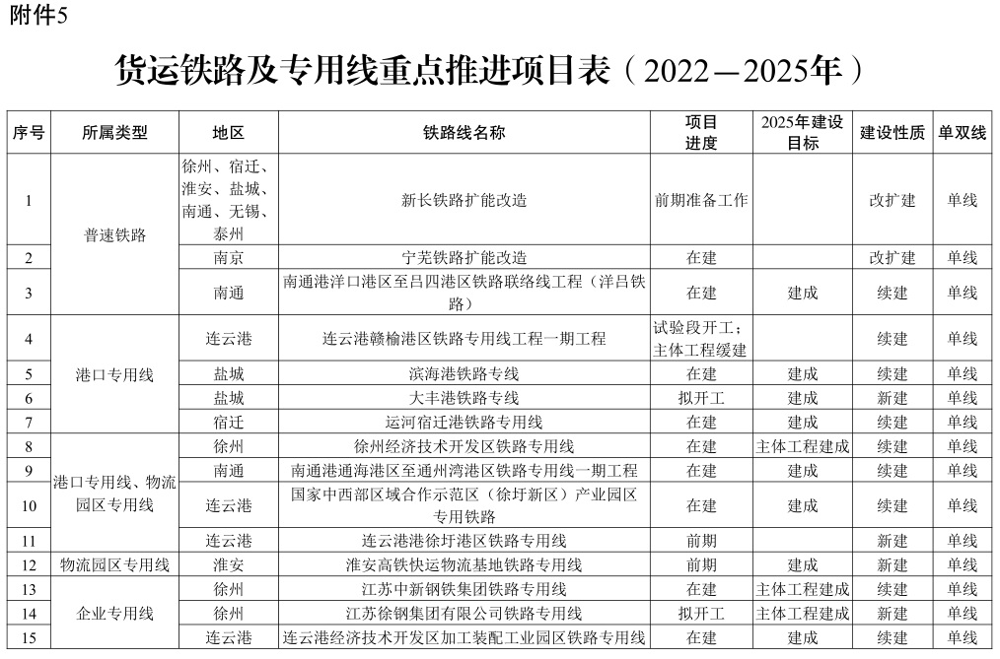 附件5
货运铁路及专用线重点推进项目表（2022—2025年）
序号 所属类型 地区 铁路线名称 项目进度 2025年建设目标 建设性质 单双线
1 普速铁路 徐州、宿迁、淮安、盐城、南通、无锡、泰州 新长铁路扩能改造 前期准备工作 改扩建 单线
2 南京 宁芜铁路扩能改造 在建 改扩建 单线
3 南通 南通港洋口港区至吕四港区铁路联络线工程（洋吕铁路） 在建 建成 续建 单线
4 港口专用线 连云港 连云港赣榆港区铁路专用线工程一期工程 试验段开工；主体工程缓建 续建 单线
5 盐城 滨海港铁路专线 在建 建成 续建 单线
6 盐城 大丰港铁路专线 拟开工 建成 新建 单线
7 宿迁 运河宿迁港铁路专用线 在建 建成 续建 单线
8 港口专用线、物流园区专用线 徐州 徐州经济技术开发区铁路专用线 在建 主体工程建成 续建 单线
9 南通 南通港通海港区至通州湾港区铁路专用线一期工程 在建 建成 续建 单线
10 连云港 国家中西部区域合作示范区（徐圩新区）产业园区专用铁路 在建 建成 续建 单线
11 连云港 连云港港徐圩港区铁路专用线 前期 新建 单线
12 物流园区专用线 淮安 淮安高铁快运物流基地铁路专用线 前期 建成 新建 单线
13 企业专用线 徐州 江苏中新钢铁集团铁路专用线 在建 主体工程建成 续建 单线
14 徐州 江苏徐钢集团有限公司铁路专用线 拟开工 主体工程建成 新建 单线
15 连云港 连云港经济技术开发区加工装配工业园区铁路专用线 在建 建成 续建 单线